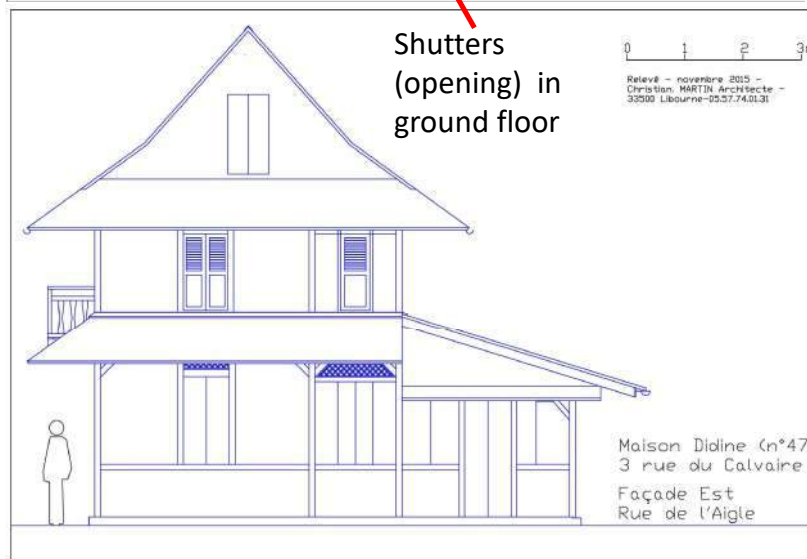 Shutters
(opening) in
ground floor
0 1 2 3m
Relevé - novembre 2015 -
Christian. MARTIN Architecte -
33500 Libourne-05.57.74.01.31
Maison Didine (n°47
3 rue du Calvaire
Façade Est
Rue de l'Aigle